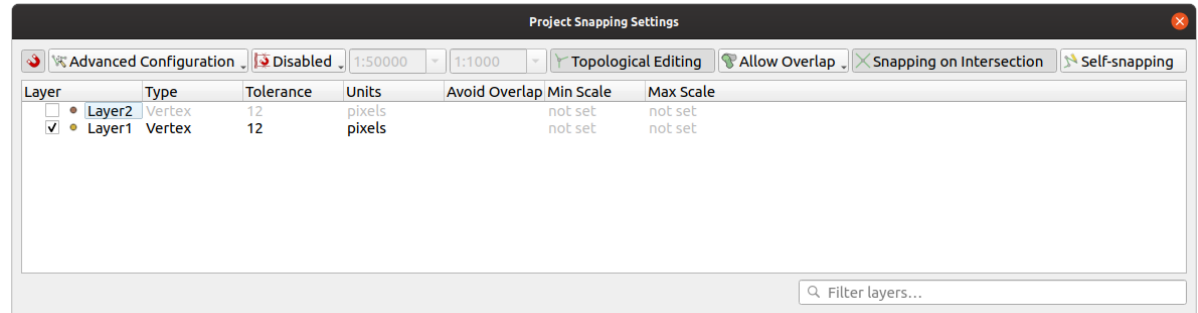 Project Snapping Settings
Advanced Configuration Disabled 1:50000 1:1000 Topological Editing Allow Overlap Snapping on Intersection Self-snapping
Layer Type Tolerance Units Avoid Overlap Min Scale Max Scale
Layer2 Vertex 12 pixels not set not set
Layer1 Vertex 12 pixels not set not set
Filter layers...